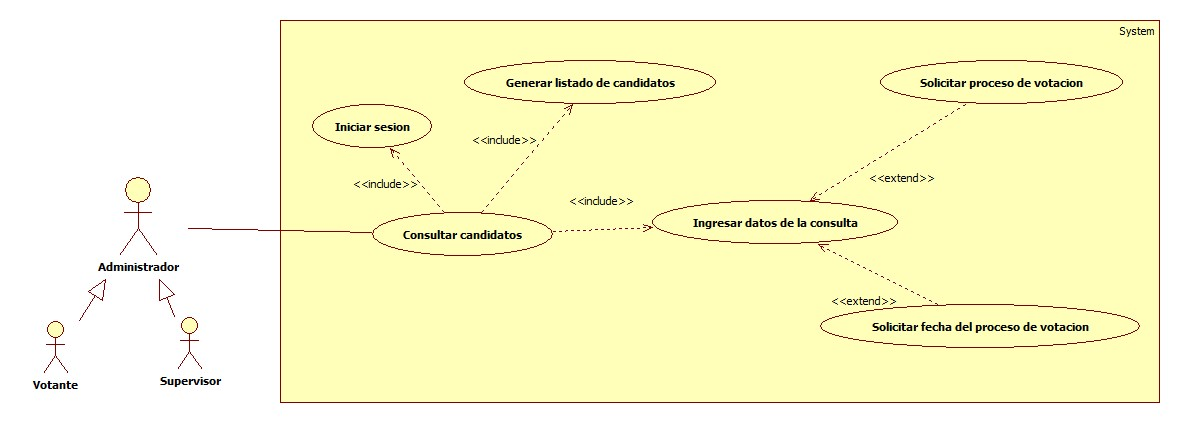 System
Generar listado de candidatos
Solicitar proceso de votacion
Iniciar sesion
<<include>>
<<extend>>
<<include>>
<<include>>
Ingresar datos de la consulta
Consultar candidatos
Administrador
<<extend>>
Solicitar fecha del proceso de votacion
Votante
Supervisor